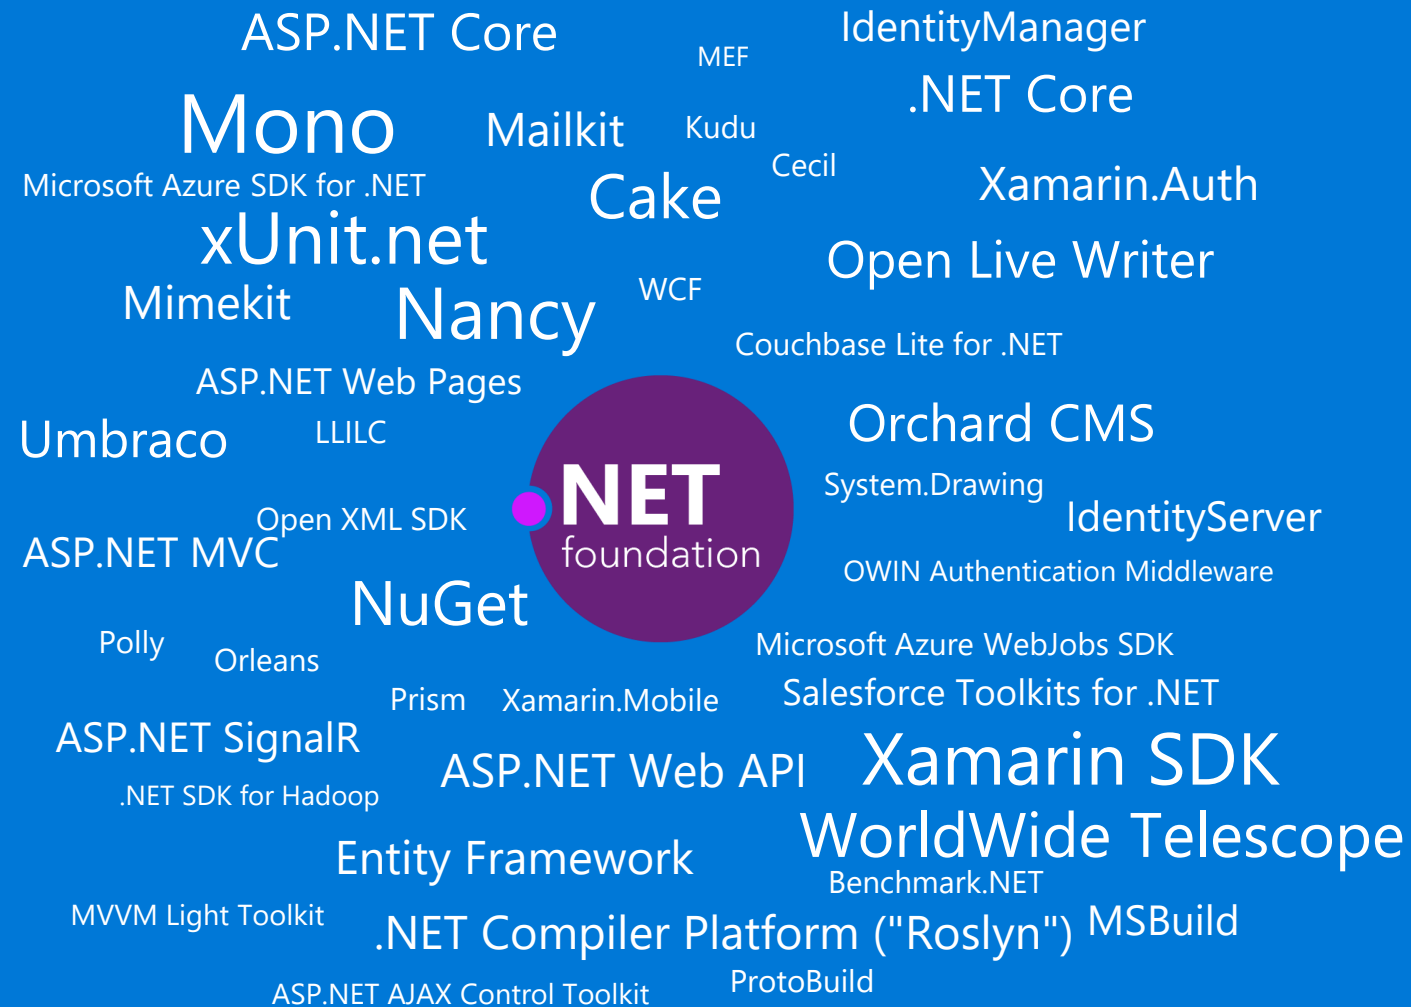 ASP.NET Core
IdentityManager
MEF
.NET Core
Mono
Mailkit
Kudu
Cecil
Microsoft Azure SDK for .NET
Cake
Xamarin.Auth
xUnit.net
Open Live Writer
Mimekit
Nancy
WCF
Couchbase Lite for .NET
ASP.NET Web Pages
Umbraco
LLILC
Orchard CMS
.NET
foundation
System.Drawing
Open XML SDK
IdentityServer
ASP.NET MVC
OWIN Authentication Middleware
NuGet
Polly
Orleans
Microsoft Azure WebJobs SDK
Prism
Xamarin.Mobile
Salesforce Toolkits for .NET
ASP.NET SignalR
ASP.NET Web API
Xamarin SDK
.NET SDK for Hadoop
WorldWide Telescope
Entity Framework
Benchmark.NET
MVVM Light Toolkit
.NET Compiler Platform ("Roslyn")
MSBuild
ProtoBuild
ASP.NET AJAX Control Toolkit